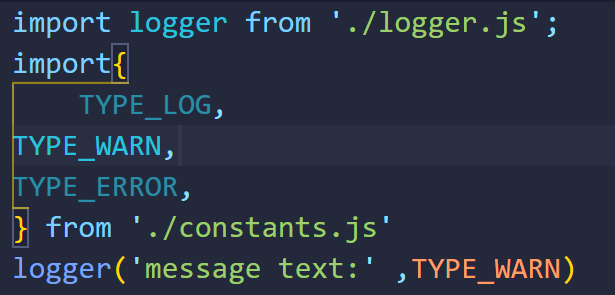 import logger from './logger.js';
import{
    TYPE_LOG,
TYPE_WARN,
TYPE_ERROR,
} from './constants.js'
logger('message text:' ,TYPE_WARN)